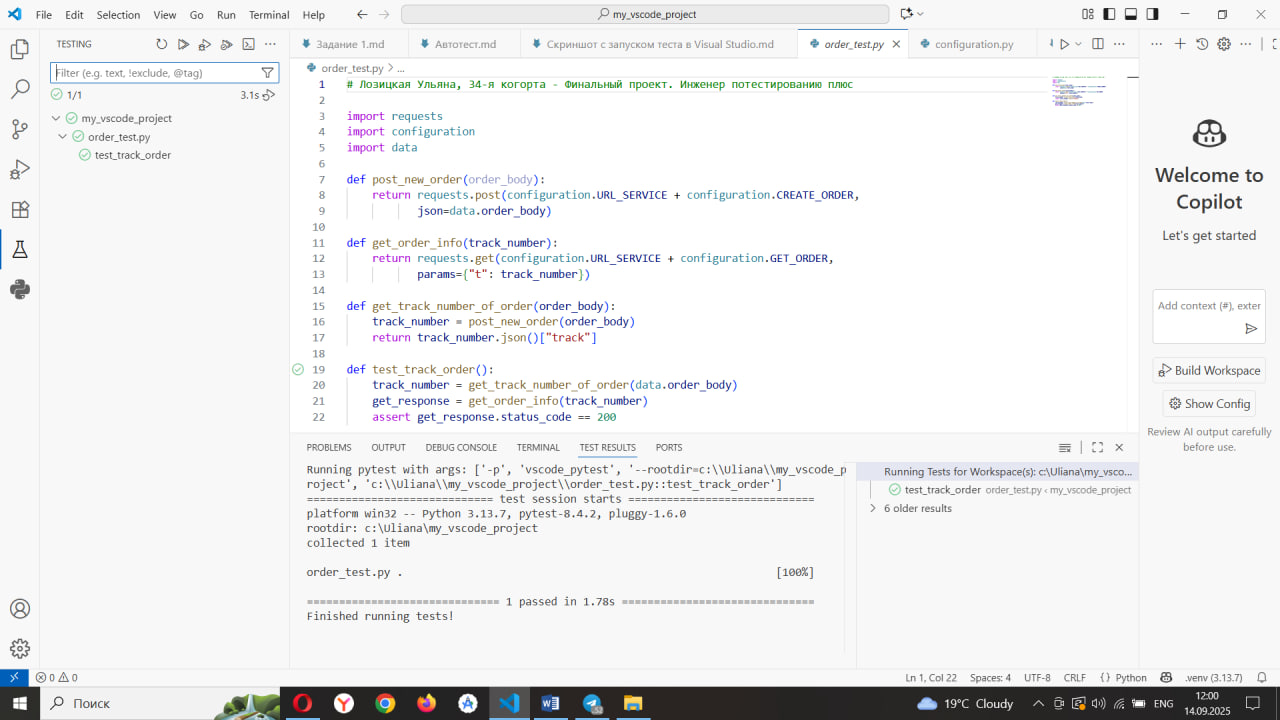 File Edit Selection View Go Run Terminal Help
my_vscode_project
TESTING
Задание 1.md
Автотест.md
Скриншот с запуском теста в Visual Studio.md
order_test.py
configuration.py
Filter (e.g. text, !exclude, @tag)
1/1
3.1s
my_vscode_project
order_test.py
test_track_order
order_test.py > ...
1 # Лозицкая Ульяна, 34-я когорта - Финальный проект. Инженер потестированию плюс
2
3 import requests
4 import configuration
5 import data
6
7 def post_new_order(order_body):
8 return requests.post(configuration.URL_SERVICE + configuration.CREATE_ORDER,
9 json=data.order_body)
10
11 def get_order_info(track_number):
12 return requests.get(configuration.URL_SERVICE + configuration.GET_ORDER,
13 params={"t": track_number})
14
15 def get_track_number_of_order(order_body):
16 track_number = post_new_order(order_body)
17 return track_number.json()["track"]
18
19 def test_track_order():
20 track_number = get_track_number_of_order(data.order_body)
21 get_response = get_order_info(track_number)
22 assert get_response.status_code == 200
PROBLEMS OUTPUT DEBUG CONSOLE TERMINAL TEST RESULTS PORTS
Running pytest with args: ['-p', 'vscode_pytest', '--rootdir=c:\\Uliana\\my_vscode_p
roject', 'c:\\Uliana\\my_vscode_project\\order_test.py::test_track_order']
============================= test session starts =============================
platform win32 -- Python 3.13.7, pytest-8.4.2, pluggy-1.6.0
rootdir: c:\Uliana\my_vscode_project
collected 1 item
order_test.py . [100%]
============================== 1 passed in 1.78s ==============================
Finished running tests!
Running Tests for Workspace(s): c:\Uliana\my_vsco...
test_track_order order_test.py < my_vscode_project
6 older results
Welcome to
Copilot
Let's get started
Add context (#), exter
Build Workspace
Show Config
Review AI output carefully
before use.
0 0
Ln 1, Col 22 Spaces: 4 UTF-8 CRLF {} Python .venv (3.13.7)
Поиск
19°C Cloudy
ENG
12:00
14.09.2025